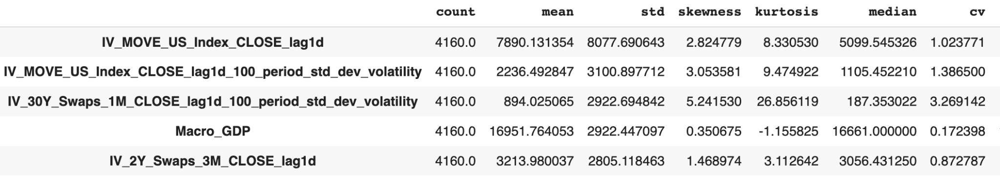 count mean std skewness kurtosis median cv
IV_MOVE_US_Index_CLOSE_lag1d 4160.0 7890.131354 8077.690643 2.824779 8.330530 5099.545326 1.023771
IV_MOVE_US_Index_CLOSE_lag1d_100_period_std_dev_volatility 4160.0 2236.492847 3100.897712 3.053581 9.474922 1105.452210 1.386500
IV_30Y_Swaps_1M_CLOSE_lag1d_100_period_std_dev_volatility 4160.0 894.025065 2922.694842 5.241530 26.856119 187.353022 3.269142
Macro_GDP 4160.0 16951.764053 2922.447097 0.350675 -1.155825 16661.000000 0.172398
IV_2Y_Swaps_3M_CLOSE_lag1d 4160.0 3213.980037 2805.118463 1.468974 3.112642 3056.431250 0.872787